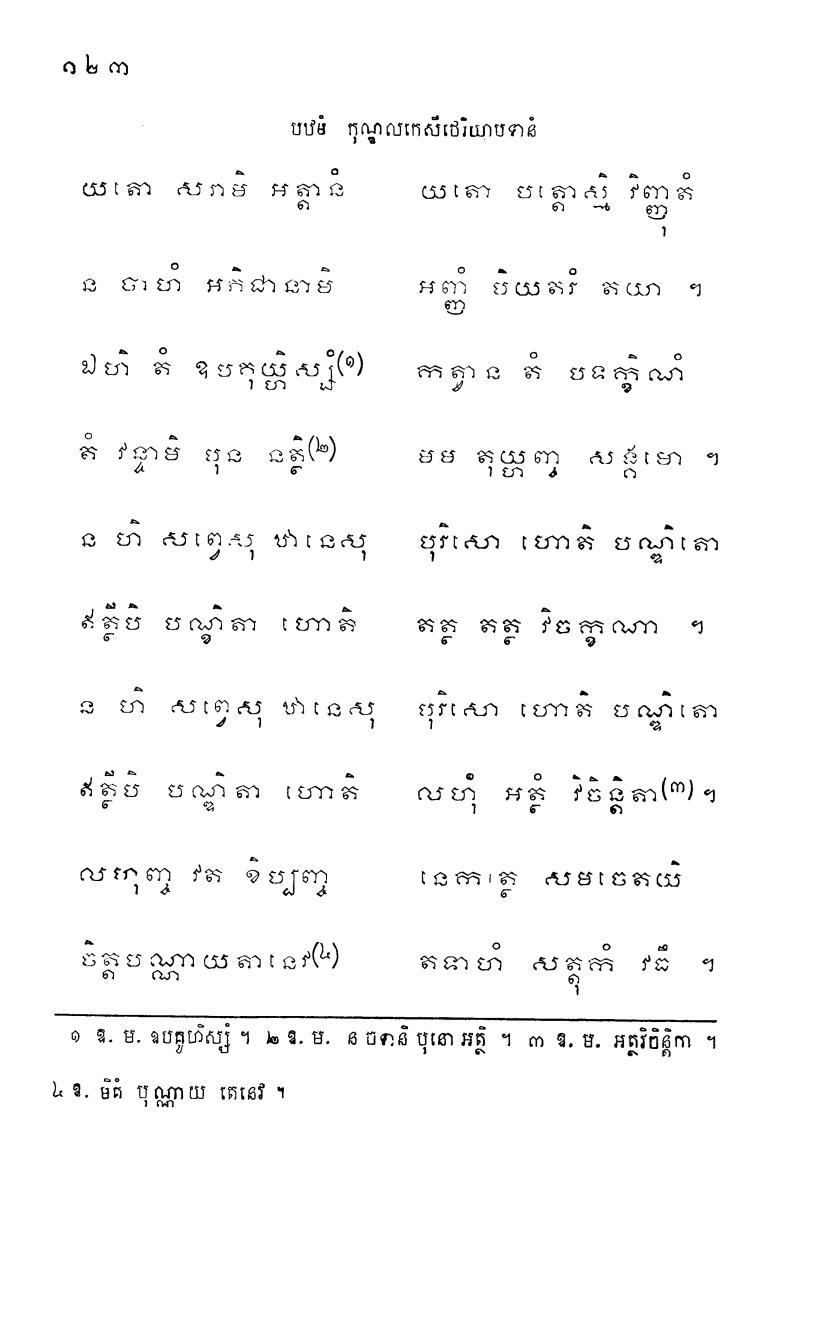 ១២៣
បឋមំ កុណ្ឌលកេសីថេរិយាបទានំ
យតោ សរាមិ អត្តានំ យតោ បត្តោស្មិ វិញ្ញុតំ
ន ចាហំ អភិជានាមិ អញ្ញំ បិយតរំ តយា ។
ឯហិ តំ ឧបគុយ្ហិស្សំ(១) កត្វាន តំ បទក្ខិណំ
តំ វន្ទាមិ បុន នត្ថិ(២) មម តុយ្ហញ្ច សង្គមោ ។
ន ហិ សព្វេសុ ឋានេសុ បុរិសោ ហោតិ បណ្ឌិតោ
ឥត្ថីបិ បណ្ឌិតា ហោតិ តត្ថ តត្ថ វិចក្ខណា ។
ន ហិ សព្វេសុ ឋានេសុ បុរិសោ ហោតិ បណ្ឌិតោ
ឥត្ថីបិ បណ្ឌិតា ហោតិ លហុំ អត្ថំ វិចិន្តិតា(៣) ។
លហុញ្ច វត ខិប្បញ្ច នេកត្ថេ សមចេតយិ
ចិត្តបណ្ណាយតានេវ(៤) តទាហំ សត្តុកំ វធឹ ។
១ ឱ. ម. ឧបគូហិស្សំ ។ ២ ឱ. ម. ន ចទានិ បុនោ អត្ថិ ។ ៣ ឱ. ម. អត្ថវិចិន្តិកា ។
៤ ឱ. មិគំ បុណ្ណាយ តេនេវ ។